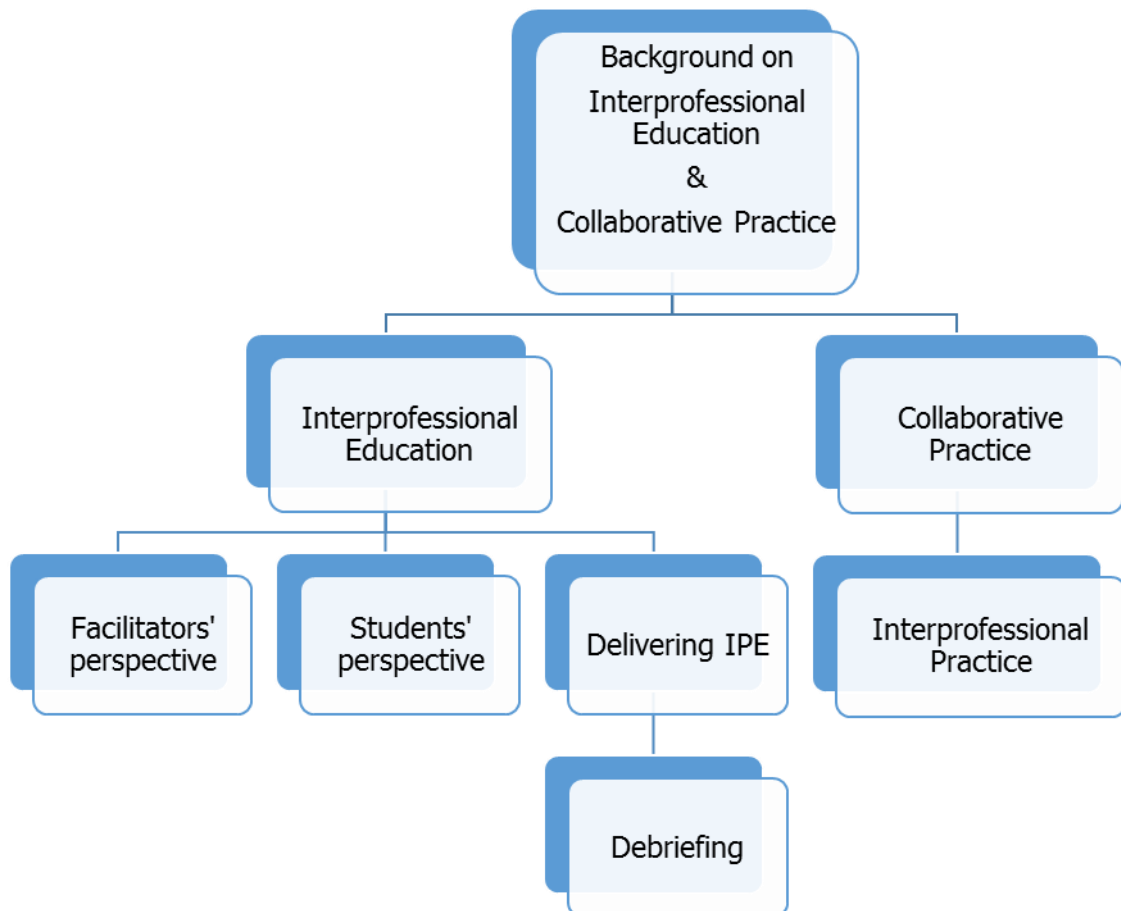 Background on
Interprofessional
Education
&
Collaborative Practice
Interprofessional
Education
Collaborative
Practice
Facilitators'
perspective
Students'
perspective
Delivering IPE
Interprofessional
Practice
Debriefing